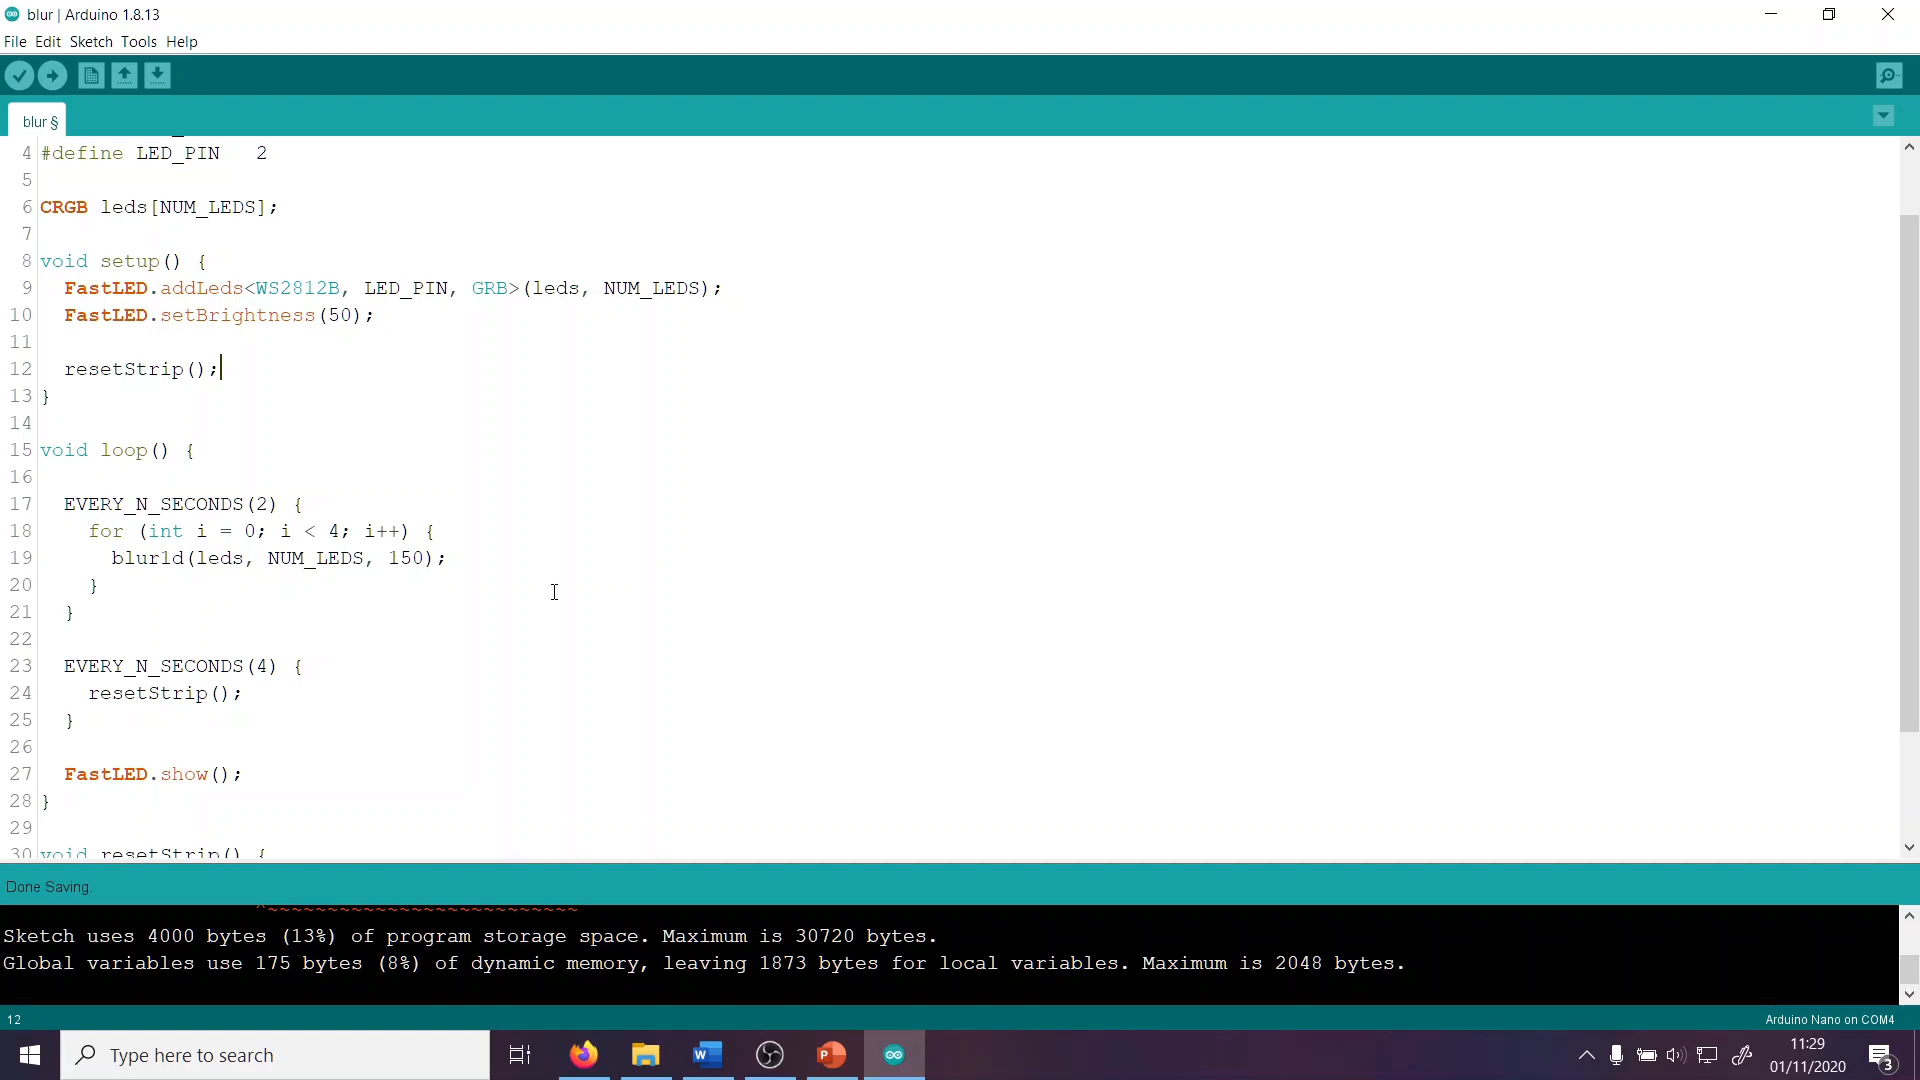 blur | Arduino 1.8.13
File Edit Sketch Tools Help
blur §
4 #define LED_PIN   2
5
6 CRGB leds[NUM_LEDS];
7
8 void setup() {
9   FastLED.addLeds<WS2812B, LED_PIN, GRB>(leds, NUM_LEDS);
10   FastLED.setBrightness(50);
11
12   resetStrip();
13 }
14
15 void loop() {
16
17   EVERY_N_SECONDS(2) {
18     for (int i = 0; i < 4; i++) {
19       blur1d(leds, NUM_LEDS, 150);
20     }
21   }
22
23   EVERY_N_SECONDS(4) {
24     resetStrip();
25   }
26
27   FastLED.show();
28 }
29
30 void resetStrip() {
Done Saving.
^~~~~~~~~~~~~~~~~~~~~~~~~~~
Sketch uses 4000 bytes (13%) of program storage space. Maximum is 30720 bytes.
Global variables use 175 bytes (8%) of dynamic memory, leaving 1873 bytes for local variables. Maximum is 2048 bytes.
12
Arduino Nano on COM4
Type here to search
11:29
01/11/2020
3